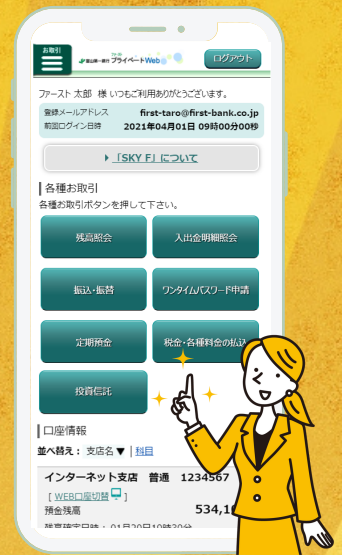 お取引
富山第一銀行 ファースト プライベートWeb
ログアウト
ファースト 太郎 様 いつもご利用ありがとうございます。
登録メールアドレス first-taro@first-bank.co.jp
前回ログイン日時 2021年04月01日 09時00分00秒
「SKY F」について
各種お取引
各種お取引ボタンを押して下さい。
残高照会 入出金明細照会
振込・振替 ワンタイムパスワード申請
定期預金 税金・各種料金の払込
投資信託
口座情報
並べ替え: 支店名▼ | 科目
インターネット支店 普通 1234567
[ WEB口座切替 ]
預金残高 534,1